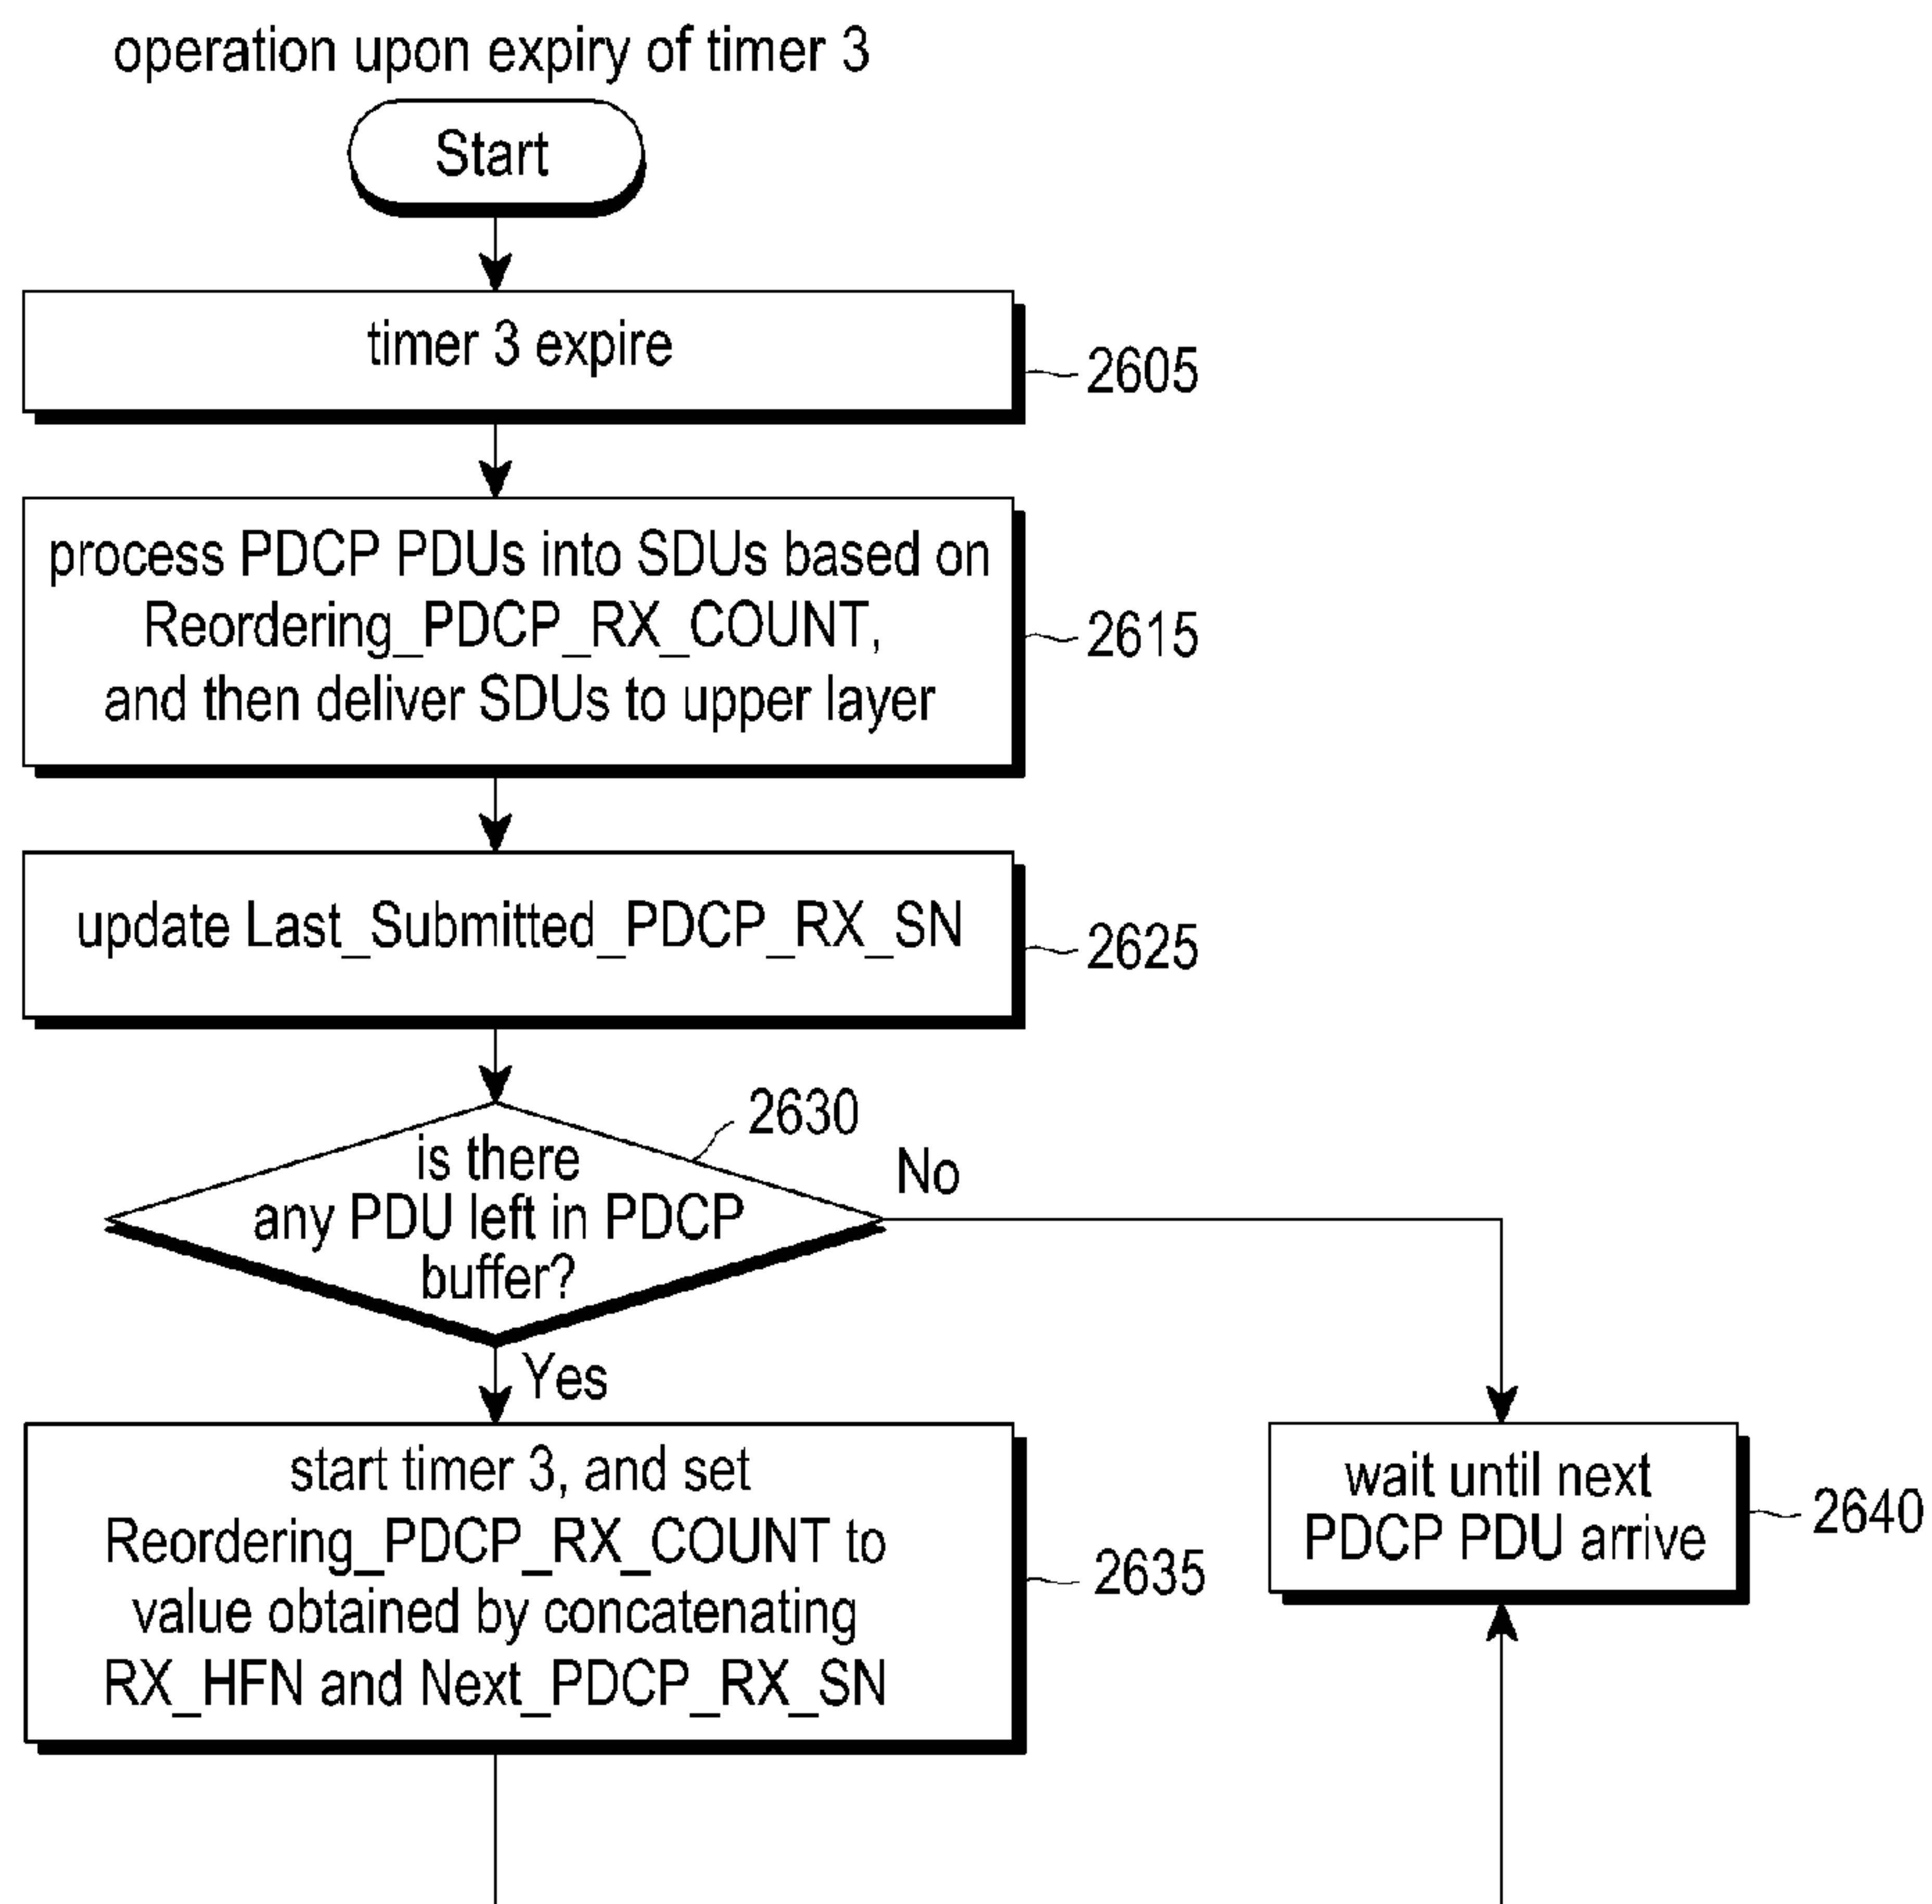 operation upon expiry of timer 3
Start
timer 3 expire
2605
process PDCP PDUs into SDUs based on
Reordering_PDCP_RX_COUNT,
and then deliver SDUs to upper layer
2615
update Last_Submitted_PDCP_RX_SN
2625
2630
is there
any PDU left in PDCP
buffer?
No
Yes
start timer 3, and set
Reordering_PDCP_RX_COUNT to
value obtained by concatenating
RX_HFN and Next_PDCP_RX_SN
2635
wait until next
PDCP PDU arrive
2640